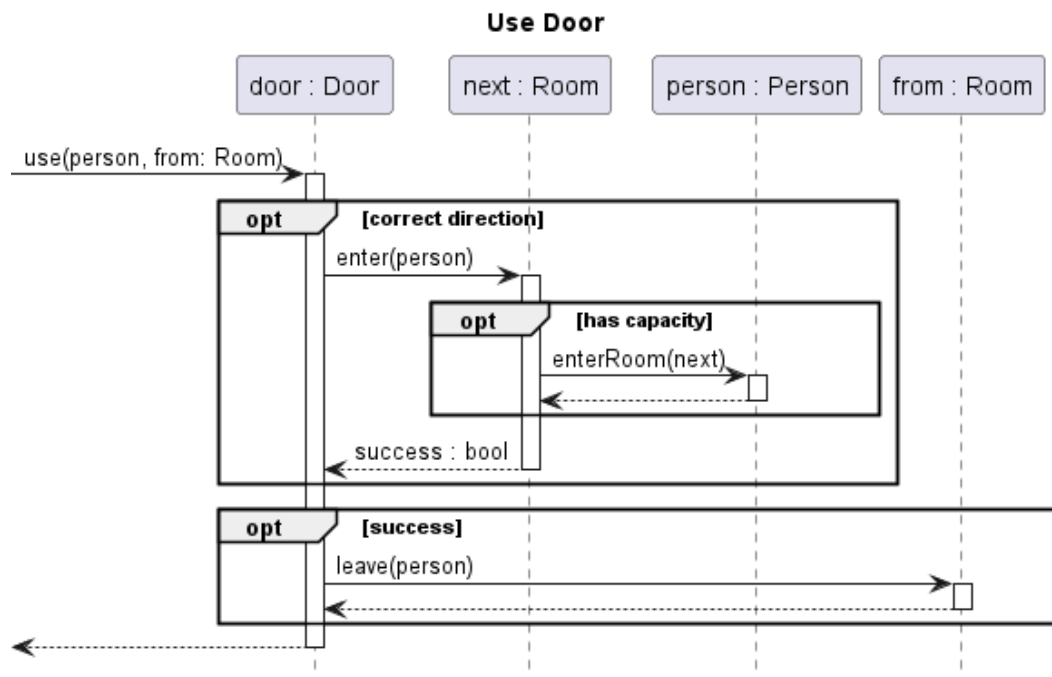 Use Door
door : Door
next : Room
person : Person
from : Room
use(person, from: Room)
opt
[correct direction]
enter(person)
opt
[has capacity]
enterRoom(next)
success : bool
opt
[success]
leave(person)